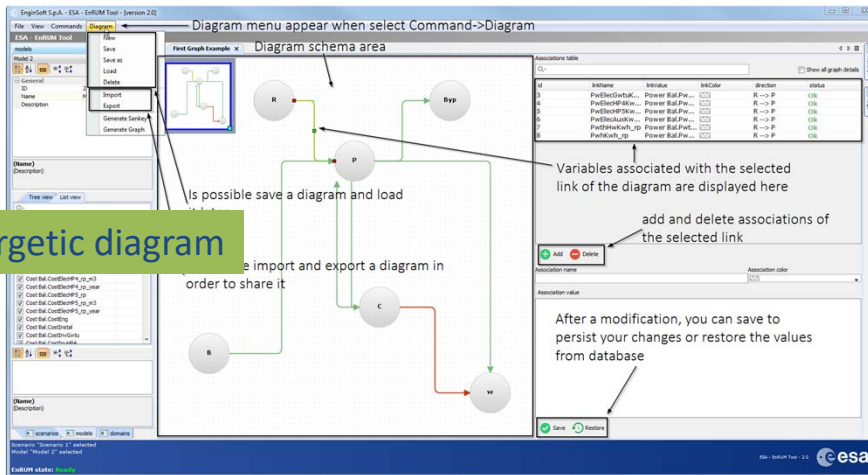 EnginSoft S.p.A. - EnRUM Tool - [version 2.0]
File View Commands Diagram
Diagram menu appear when select Command->Diagram
ESA - EnRUM Tool
models
Model 2
General
ID
Name
Description
New
Save
Save as
Load
Delete
Import
Export
Generate Sankey
Generate Graph
First Graph Example
Diagram schema area
R
Byp
P
C
B
w
(Name)
(Description)
Tree view List view
Is possible save a diagram and load
rgetic diagram
import and export a diagram in
order to share it
Cost Bal.CostElecHP4_rp_m3
Cost Bal.CostElecHP4_rp_year
Cost Bal.CostElecHP5_rp
Cost Bal.CostElecHP5_rp_m3
Cost Bal.CostElecHP5_rp_year
Cost Bal.CostEng
Cost Bal.CostInstal
Cost Bal.CostInvGwtu
(Name)
(Description)
scenarios models domains
Scenario "Scenario 1" selected
Model "Model 2" selected
EnRUM state: Ready
Associations table
Show all graph details
id linkName linkValue linkColor direction status
3 PwElecGwtuK... Power Bal.Pw... R --> P Ok
4 PwElecHP4Kw... Power Bal.Pw... R --> P Ok
5 PwElecHP5Kw... Power Bal.Pw... R --> P Ok
6 PwElecAuxKw... Power Bal.Pw... R --> P Ok
7 PwthHwKwh_rp Power Bal.Pwt... R --> P Ok
8 PwhKwh_rp Power Bal.Pw... R --> P Ok
Variables associated with the selected
link of the diagram are displayed here
add and delete associations of
the selected link
Add Delete
Association name Association color
Association value
After a modification, you can save to
persist your changes or restore the values
from database
Save Restore
ESA - EnRUM Tool - 2.0
esa